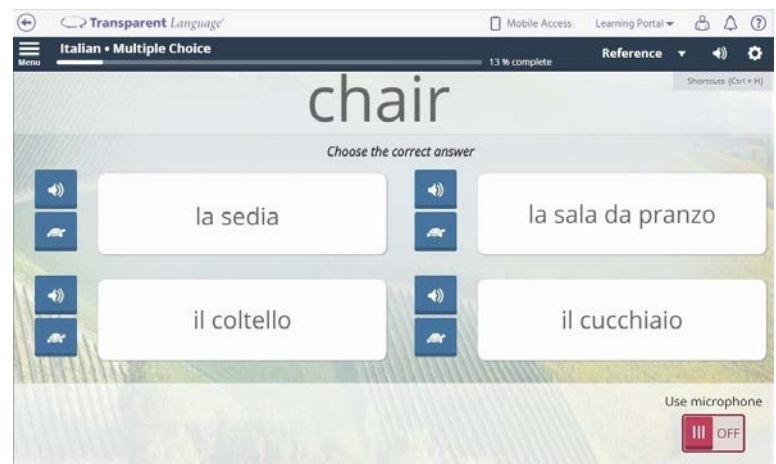 Transparent Language
Mobile Access
Learning Portal
Menu
Italian • Multiple Choice
13 % complete
Reference
Shortcuts (Ctrl + H)
chair
Choose the correct answer
la sedia
la sala da pranzo
il coltello
il cucchiaio
Use microphone
OFF